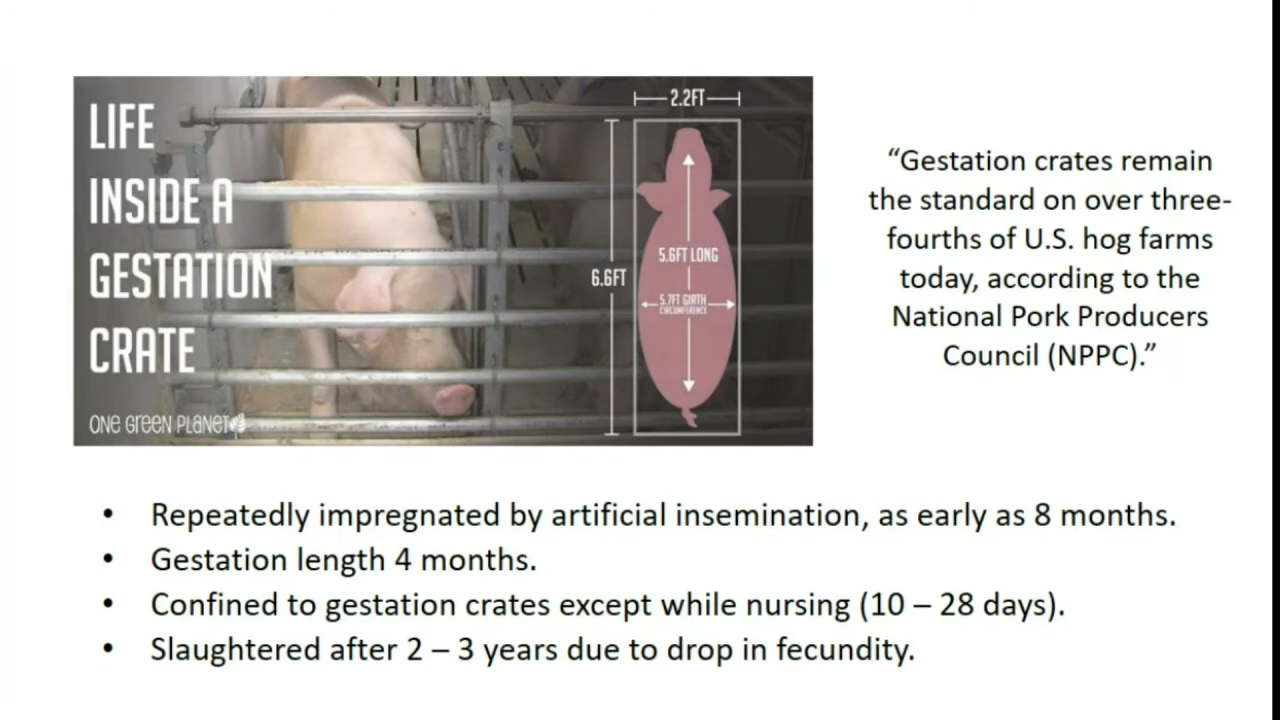 LIFE
INSIDE A
GESTATION
CRATE
ONE GREEN PLANET
2.2FT
6.6FT
5.6FT LONG
5.7FT GIRTH
CIRCUMFERENCE
“Gestation crates remain
the standard on over three-
fourths of U.S. hog farms
today, according to the
National Pork Producers
Council (NPPC).”
• Repeatedly impregnated by artificial insemination, as early as 8 months.
• Gestation length 4 months.
• Confined to gestation crates except while nursing (10 – 28 days).
• Slaughtered after 2 – 3 years due to drop in fecundity.